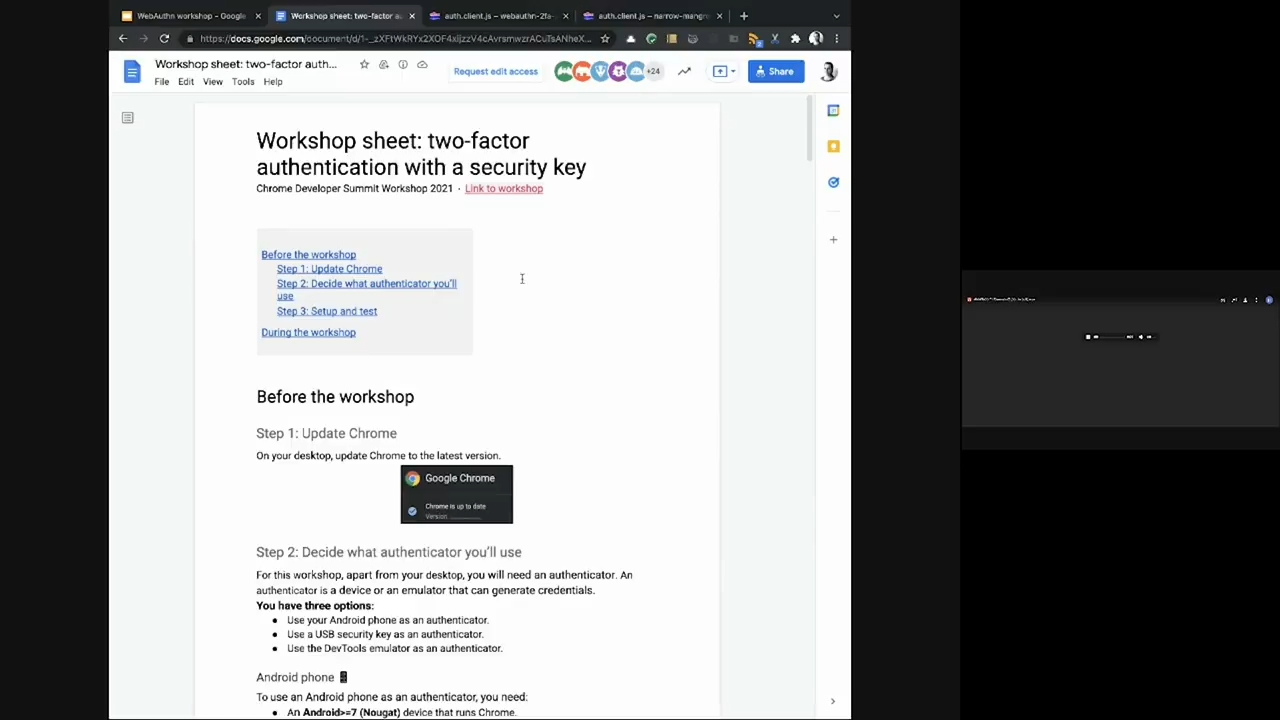 WebAuthn workshop - Google
Workshop sheet: two-factor a
auth.client.js – webauthn-2fa-
auth.client.js – narrow-mangr
Workshop sheet: two-factor auth...
File Edit View Tools Help
Request edit access
+24
Share
Workshop sheet: two-factor
authentication with a security key
Chrome Developer Summit Workshop 2021 · Link to workshop
Before the workshop
Step 1: Update Chrome
Step 2: Decide what authenticator you'll
use
Step 3: Setup and test
During the workshop
Before the workshop
Step 1: Update Chrome
On your desktop, update Chrome to the latest version.
Google Chrome
Chrome is up to date
Version
Step 2: Decide what authenticator you'll use
For this workshop, apart from your desktop, you will need an authenticator. An
authenticator is a device or an emulator that can generate credentials.
You have three options:
● Use your Android phone as an authenticator.
● Use a USB security key as an authenticator.
● Use the DevTools emulator as an authenticator.
Android phone
To use an Android phone as an authenticator, you need:
● An Android>=7 (Nougat) device that runs Chrome.